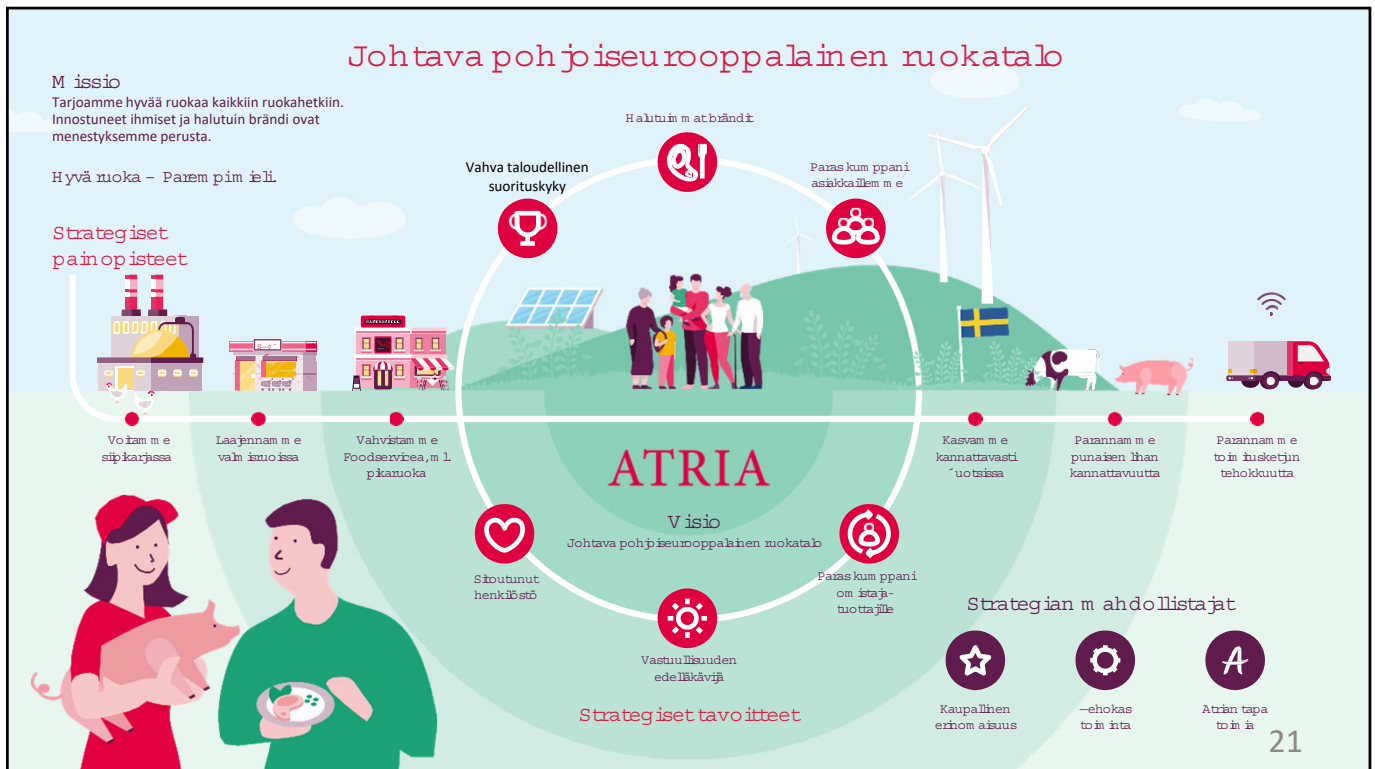 Johtava pohjoiseurooppalainen ruokatalo
Missio
Tarjoamme hyvää ruokaa kaikkiin ruokahetkiin.
Innostuneet ihmiset ja halutuin brändi ovat
menestyksemme perusta.
Hyvä ruoka – Parempi mieli.
Strategiset
painopisteet
Halutuimmat brändit
Vahva taloudellinen
suorituskyky
Paras kumppani
asiakkaillemme
Voitamme
siipikarjassa
Laajennamme
valmisruoissa
Vahvistamme
Foodservicea, ml.
pikaruoka
Kasvamme
kannattavasti
´uotsissa
Parannamme
punaisen lihan
kannattavuutta
Parannamme
toimitusketjun
tehokkuutta
ATRIA
Visio
Johtava pohjoiseurooppalainen ruokatalo
Sitoutunut
henkilöstö
Paras kumppani
omistaja-
tuottajille
Vastuullisuuden
edelläkävijä
Strategiset tavoitteet
Strategian mahdollistajat
Kaupallinen
erinomaisuus
—ehokas
toiminta
Atrian tapa
toimia
21